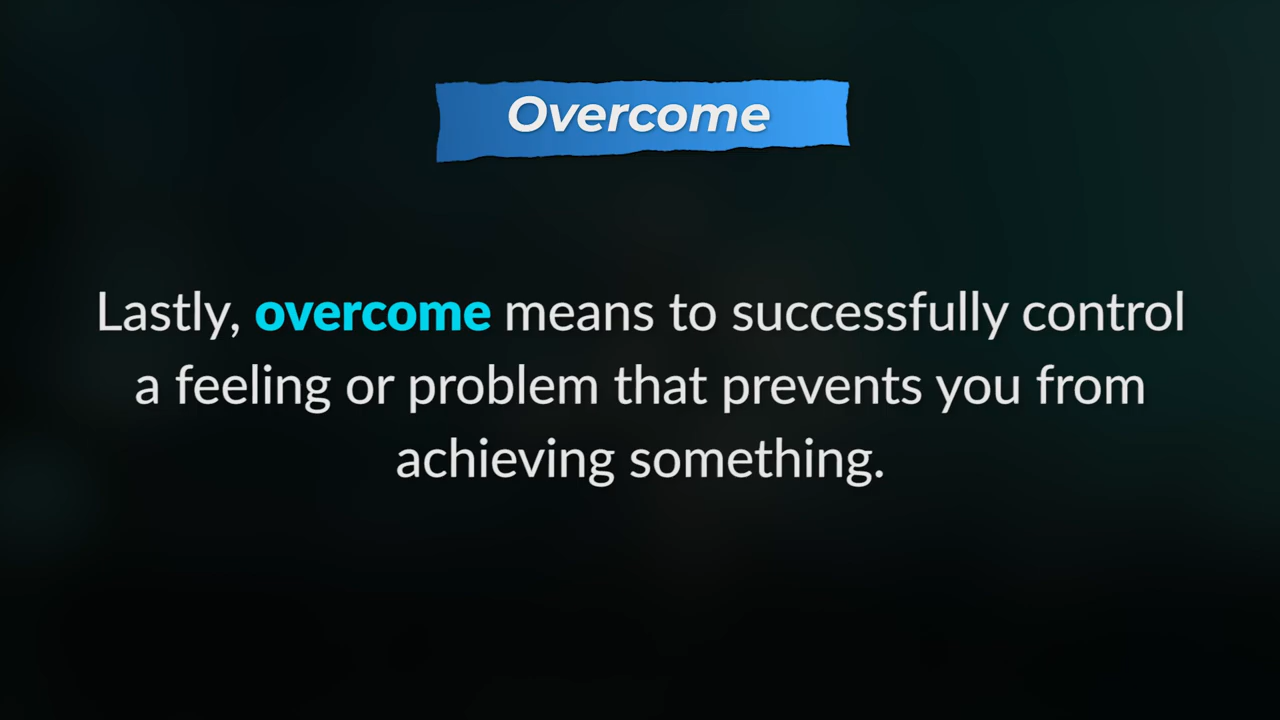 Overcome
Lastly, overcome means to successfully control
a feeling or problem that prevents you from
achieving something.